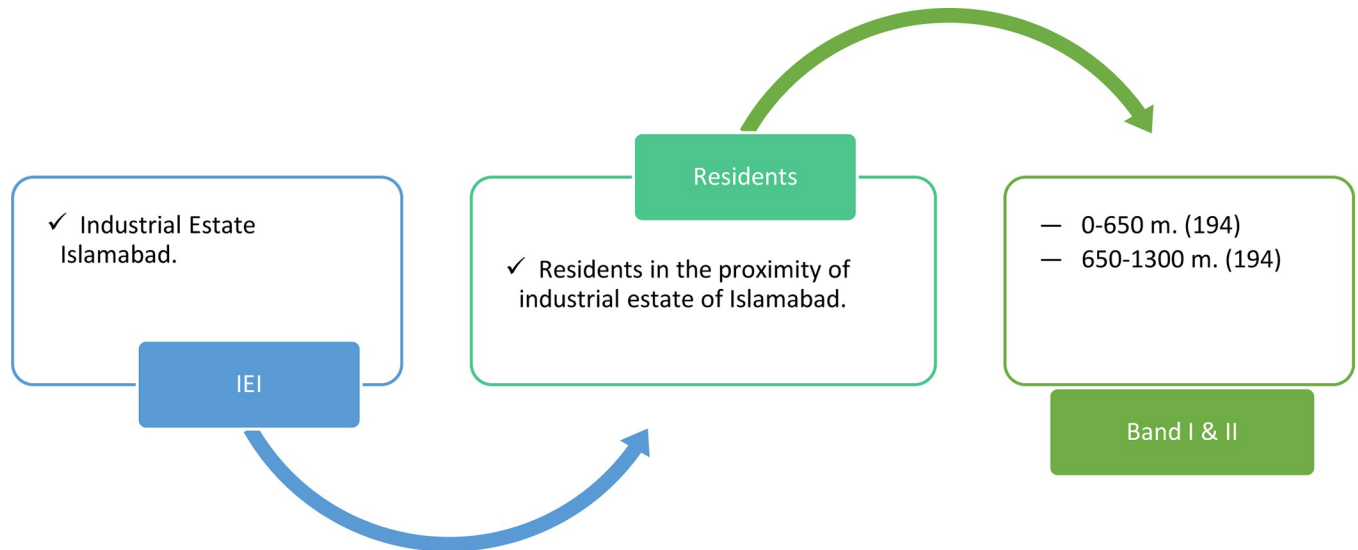 ✓ Industrial Estate
Islamabad.
IEI
Residents
✓ Residents in the proximity of
industrial estate of Islamabad.
— 0-650 m. (194)
— 650-1300 m. (194)
Band I & II